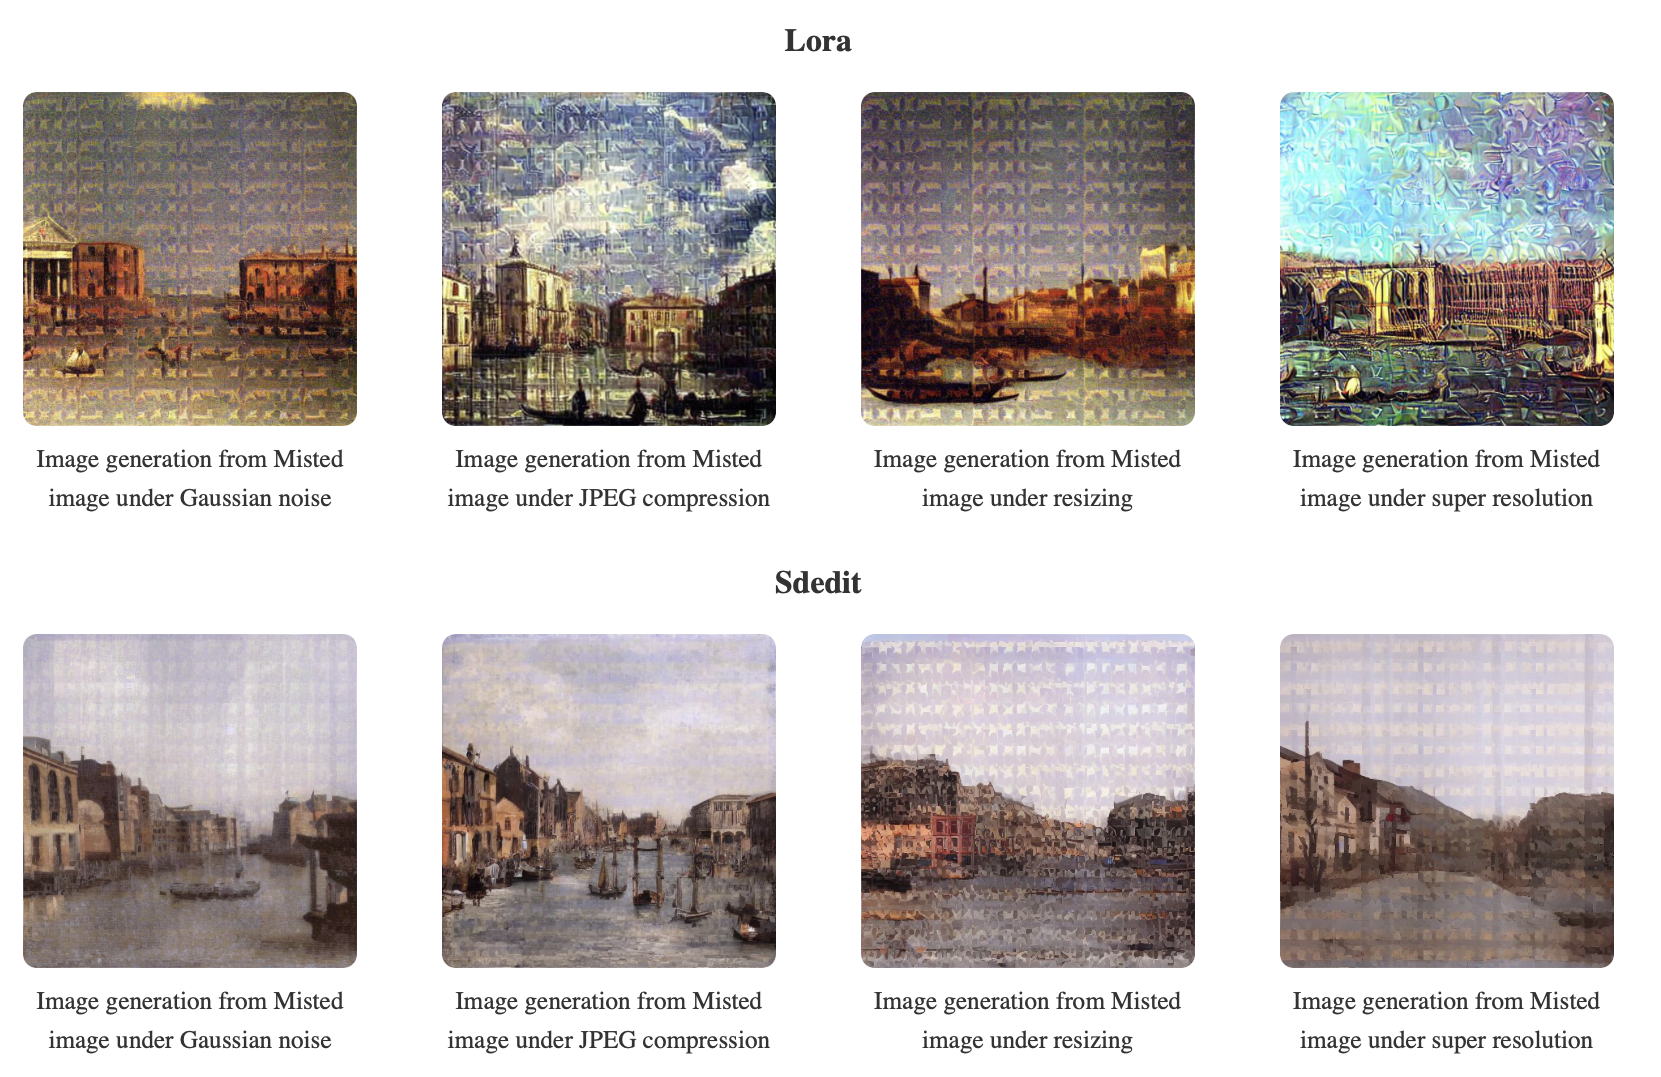 Lora
Image generation from Misted
image under Gaussian noise
Image generation from Misted
image under JPEG compression
Image generation from Misted
image under resizing
Image generation from Misted
image under super resolution
Sdedit
Image generation from Misted
image under Gaussian noise
Image generation from Misted
image under JPEG compression
Image generation from Misted
image under resizing
Image generation from Misted
image under super resolution